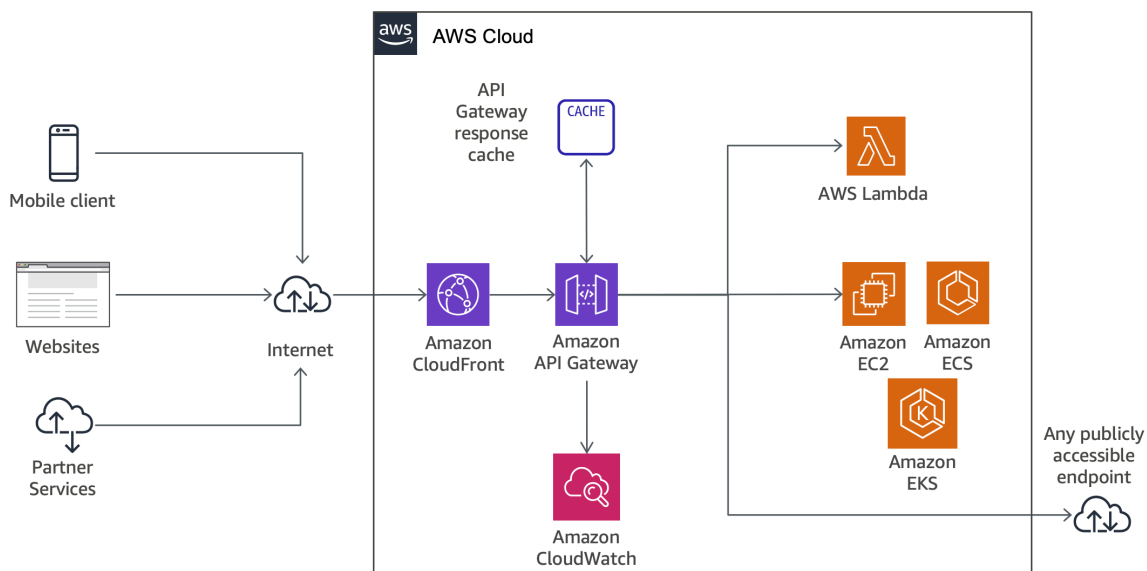 aws
AWS Cloud
API
Gateway
response
cache
CACHE
Mobile client
AWS Lambda
Websites
Internet
Amazon
CloudFront
</>
Amazon
API Gateway
Amazon
EC2
Amazon
ECS
K
Amazon
EKS
Partner
Services
Any publicly
accessible
endpoint
Amazon
CloudWatch